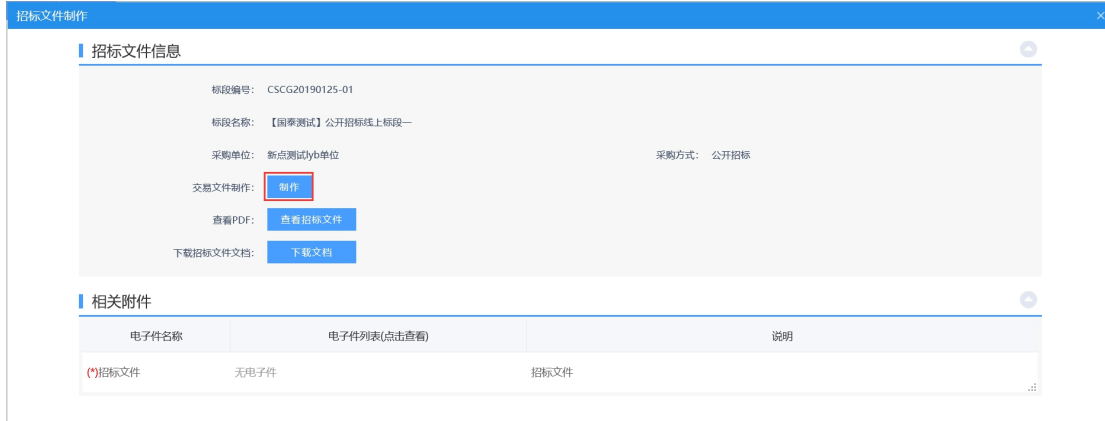 招标文件制作
招标文件信息
标段编号： CSCG20190125-01
标段名称： 【国泰测试】公开招标线上标段一
采购单位： 新点测试lyb单位 采购方式： 公开招标
交易文件制作： 制作
查看PDF： 查看招标文件
下载招标文件文档： 下载文档
相关附件
电子件名称 电子件列表(点击查看) 说明
(*)招标文件 无电子件 招标文件